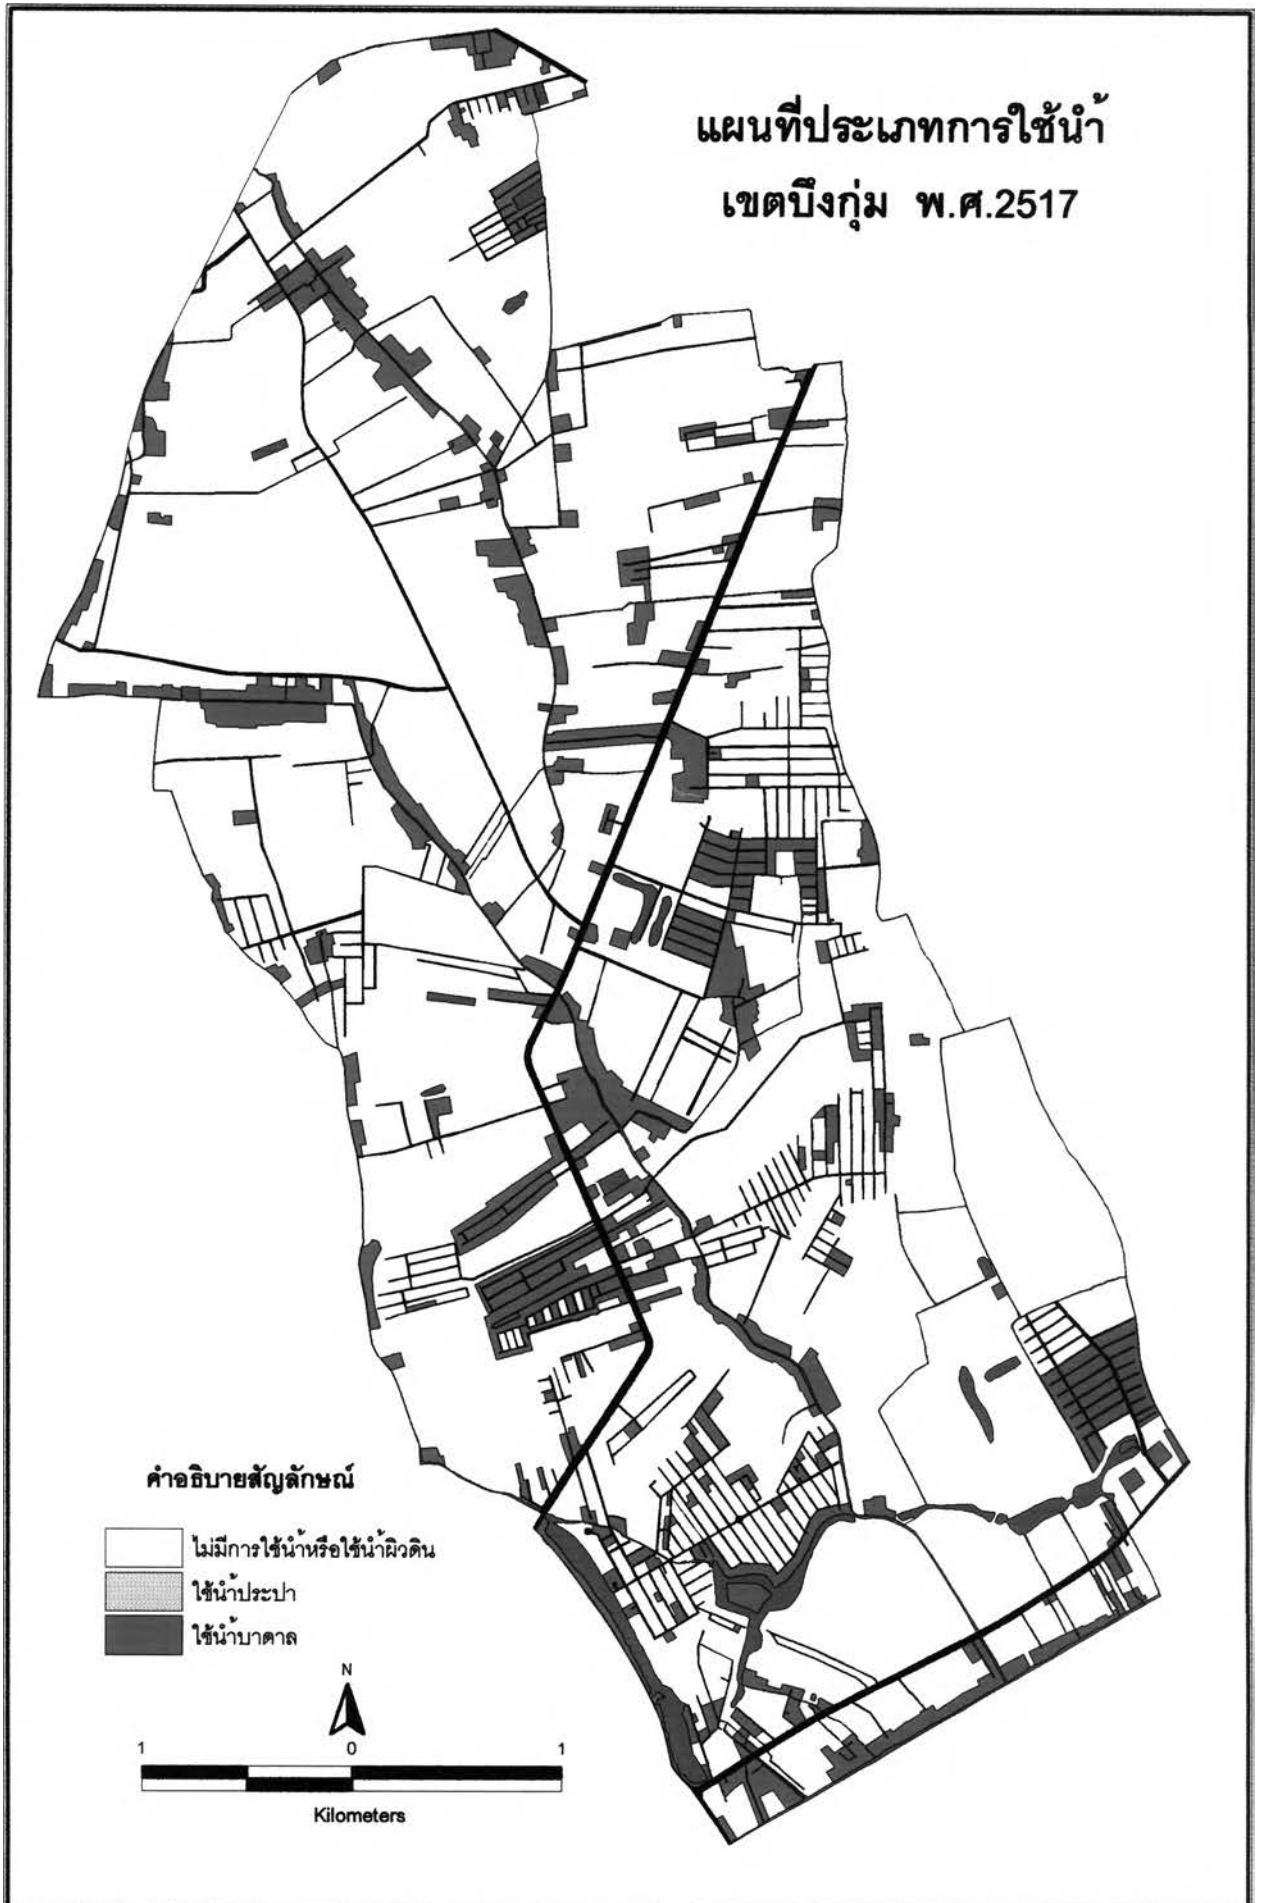 แผนที่ประเภทการใช้น้ำ
เขตบึงกุ่ม พ.ศ.2517
คำอธิบายสัญลักษณ์
ไม่มีการใช้น้ำหรือใช้น้ำผิวดิน
ใช้น้ำประปา
ใช้น้ำบาดาล
N
1 0 1
Kilometers